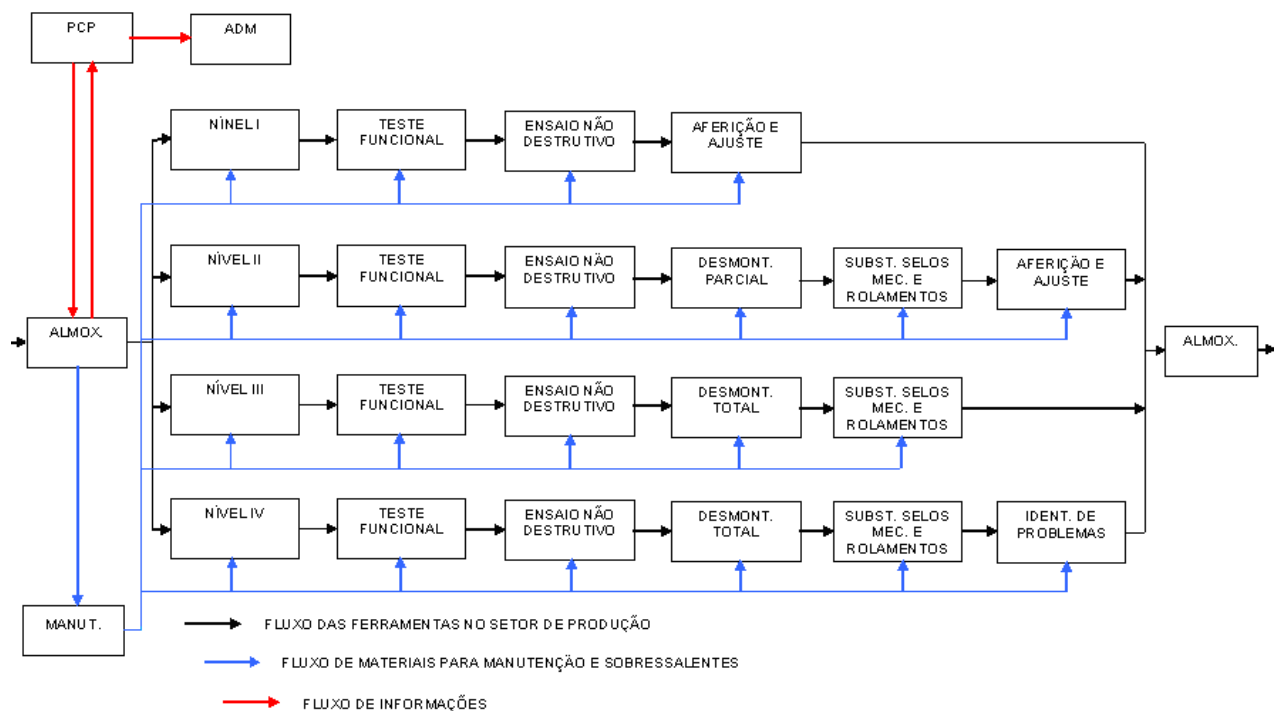 PCP
ADM
NÍNEL I
TESTE
FUNCIONAL
ENSAIO NÃO
DESTRUTIVO
AFERIÇÃO E
AJUSTE
NÍVEL II
TESTE
FUNCIONAL
ENSAIO NÃO
DESTRUTIVO
DESMONT.
PARCIAL
SUBST. SELOS
MEC. E
ROLAMENTOS
AFERIÇÃO E
AJUSTE
ALMOX.
ALMOX.
NÍVEL III
TESTE
FUNCIONAL
ENSAIO NÃO
DESTRUTIVO
DESMONT.
TOTAL
SUBST. SELOS
MEC. E
ROLAMENTOS
NÍVEL IV
TESTE
FUNCIONAL
ENSAIO NÃO
DESTRUTIVO
DESMONT.
TOTAL
SUBST. SELOS
MEC. E
ROLAMENTOS
IDENT. DE
PROBLEMAS
MANUT.
FLUXO DAS FERRAMENTAS NO SETOR DE PRODUÇÃO
FLUXO DE MATERIAIS PARA MANUTENÇÃO E SOBRESSALENTES
FLUXO DE INFORMAÇÕES